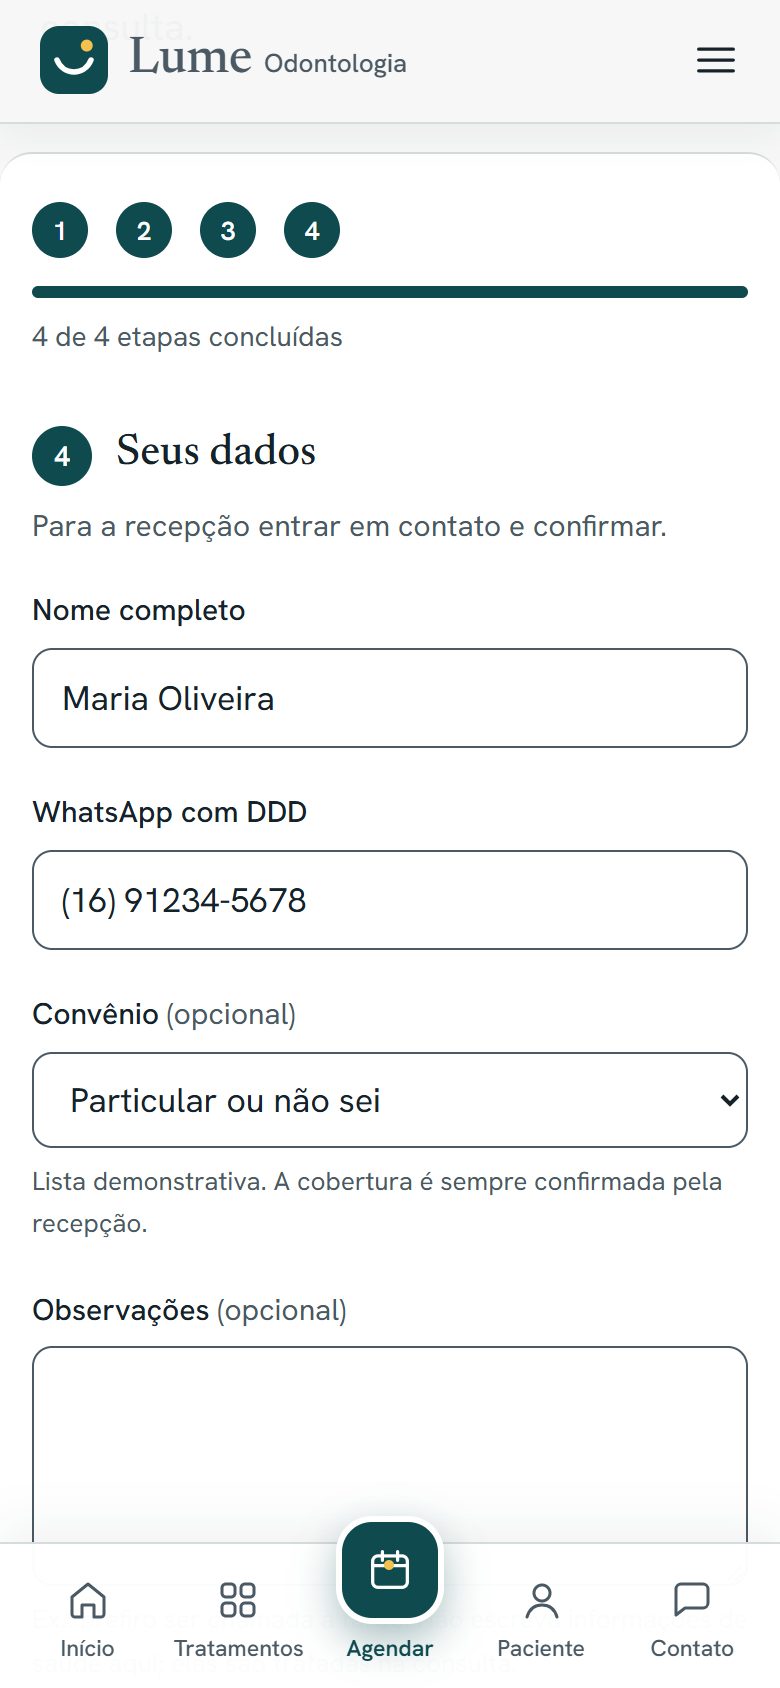 consulta.
Lume Odontologia
1 2 3 4
4 de 4 etapas concluídas
4 Seus dados
Para a recepção entrar em contato e confirmar.
Nome completo
Maria Oliveira
WhatsApp com DDD
(16) 91234-5678
Convênio (opcional)
Particular ou não sei
Lista demonstrativa. A cobertura é sempre confirmada pela
recepção.
Observações (opcional)
Início Tratamentos Agendar Paciente Contato